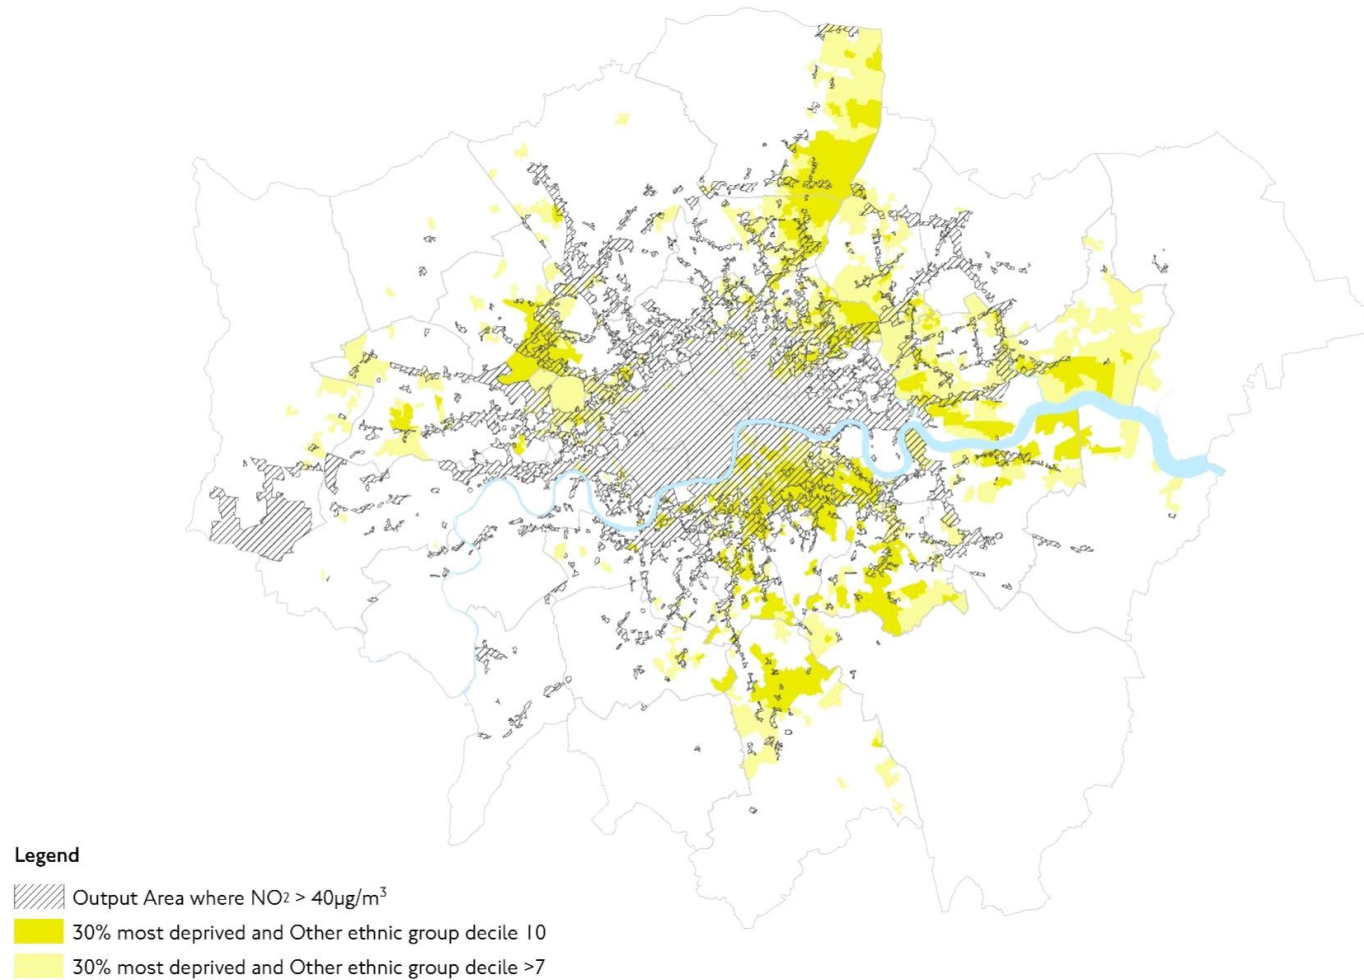 Legend
Output Area where NO2 > 40µg/m³
30% most deprived and Other ethnic group decile 10
30% most deprived and Other ethnic group decile >7